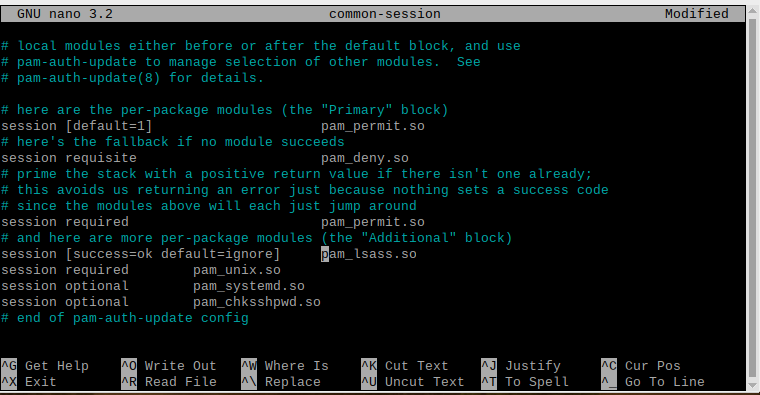 GNU nano 3.2 common-session Modified
# local modules either before or after the default block, and use
# pam-auth-update to manage selection of other modules.  See
# pam-auth-update(8) for details.
# here are the per-package modules (the "Primary" block)
session [default=1] pam_permit.so
# here's the fallback if no module succeeds
session requisite pam_deny.so
# prime the stack with a positive return value if there isn't one already;
# this avoids us returning an error just because nothing sets a success code
# since the modules above will each just jump around
session required pam_permit.so
# and here are more per-package modules (the "Additional" block)
session [success=ok default=ignore] pam_lsass.so
session required pam_unix.so
session optional pam_systemd.so
session optional pam_chksshpwd.so
# end of pam-auth-update config
^G Get Help ^O Write Out ^W Where Is ^K Cut Text ^J Justify ^C Cur Pos
^X Exit ^R Read File ^\ Replace ^U Uncut Text ^T To Spell ^_ Go To Line